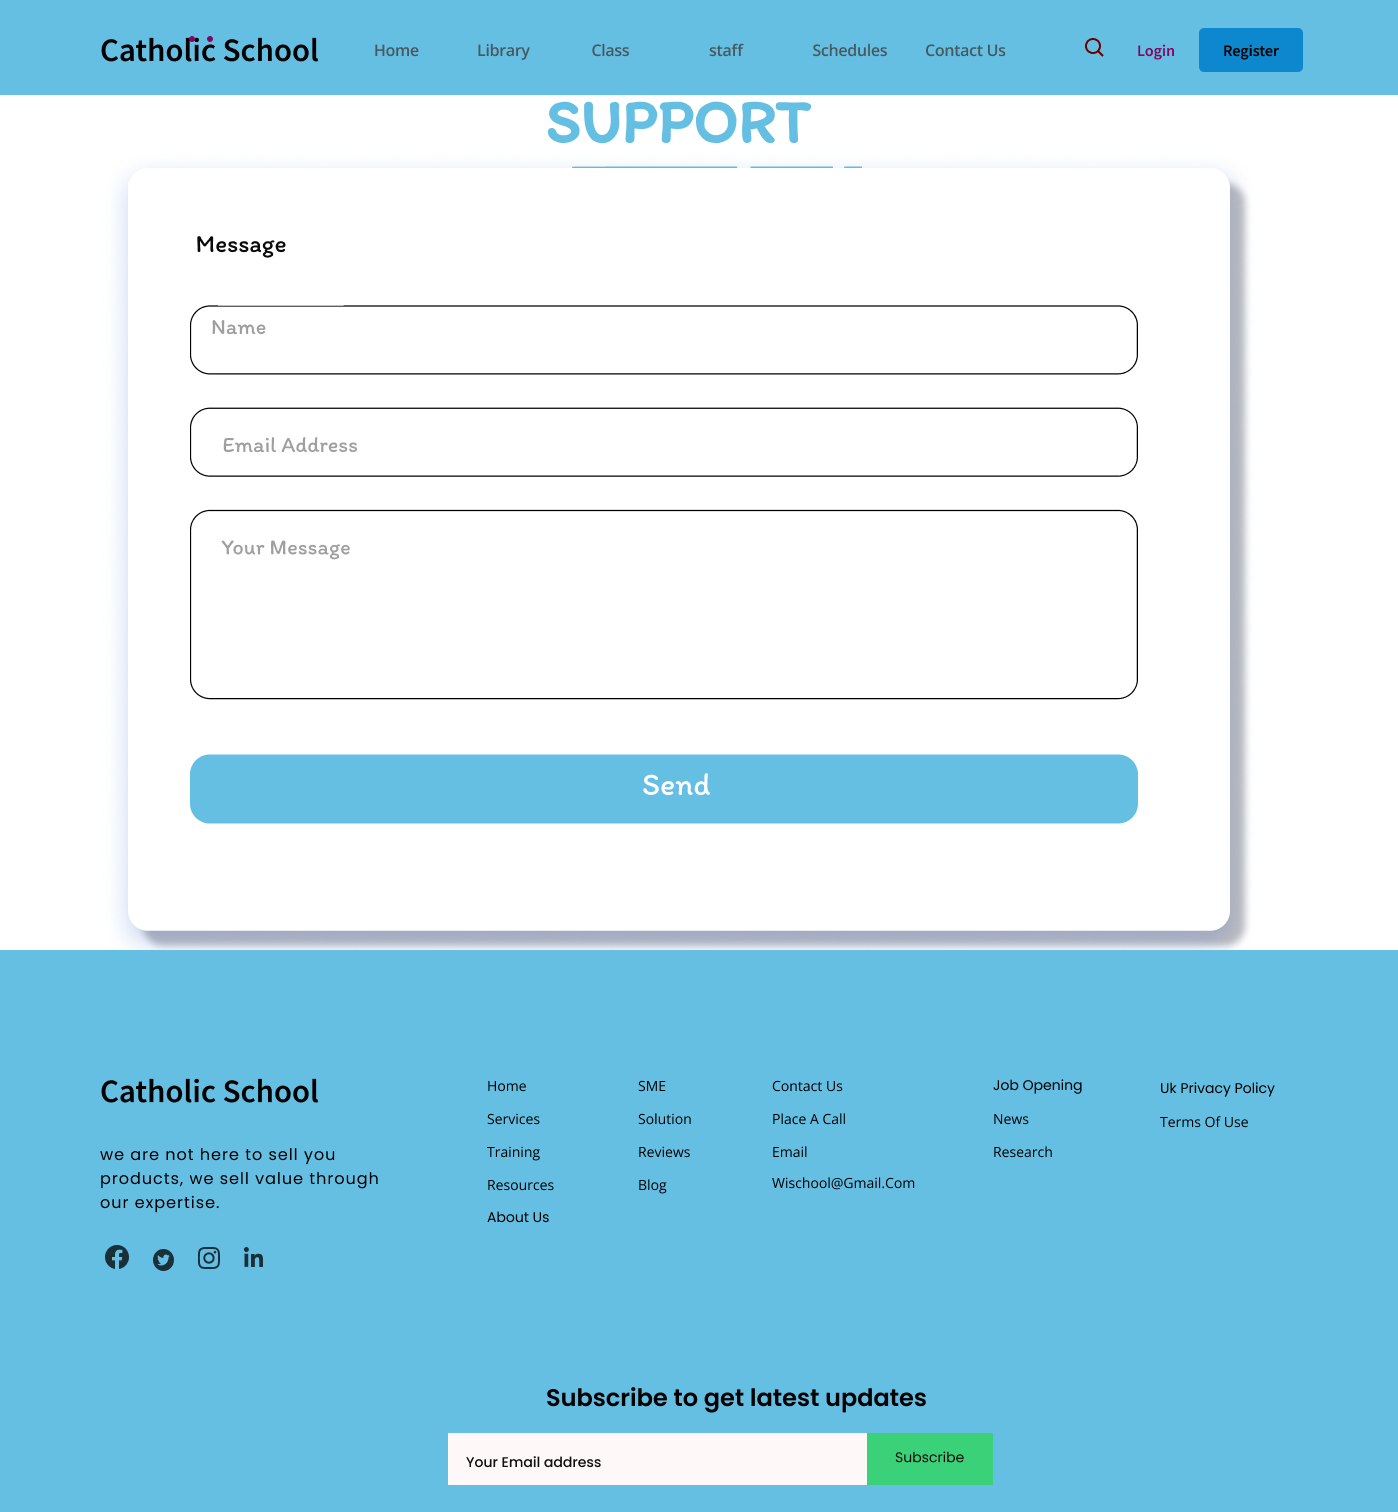 Catholic School
Home
Library
Class
staff
Schedules
Contact Us
Login
Register
SUPPORT
Message
Name
Email Address
Your Message
Send
Catholic School
we are not here to sell you
products, we sell value through
our expertise.
Home
Services
Training
Resources
About Us
SME
Solution
Reviews
Blog
Contact Us
Place A Call
Email
Wischool@Gmail.Com
Job Opening
News
Research
Uk Privacy Policy
Terms Of Use
Subscribe to get latest updates
Your Email address
Subscribe